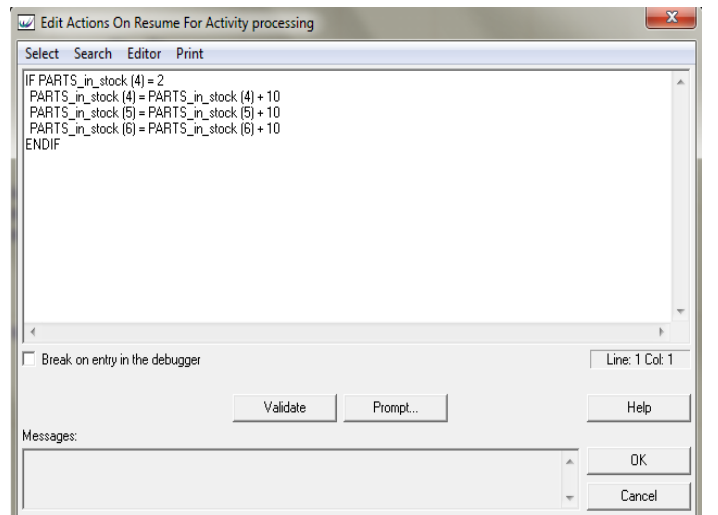 Edit Actions On Resume For Activity processing
x
Select Search Editor Print
IF PARTS_in_stock (4) = 2
PARTS_in_stock (4) = PARTS_in_stock (4) + 10
PARTS_in_stock (5) = PARTS_in_stock (5) + 10
PARTS_in_stock (6) = PARTS_in_stock (6) + 10
ENDIF
Break on entry in the debugger
Line: 1 Col: 1
Validate
Prompt...
Help
Messages:
OK
Cancel